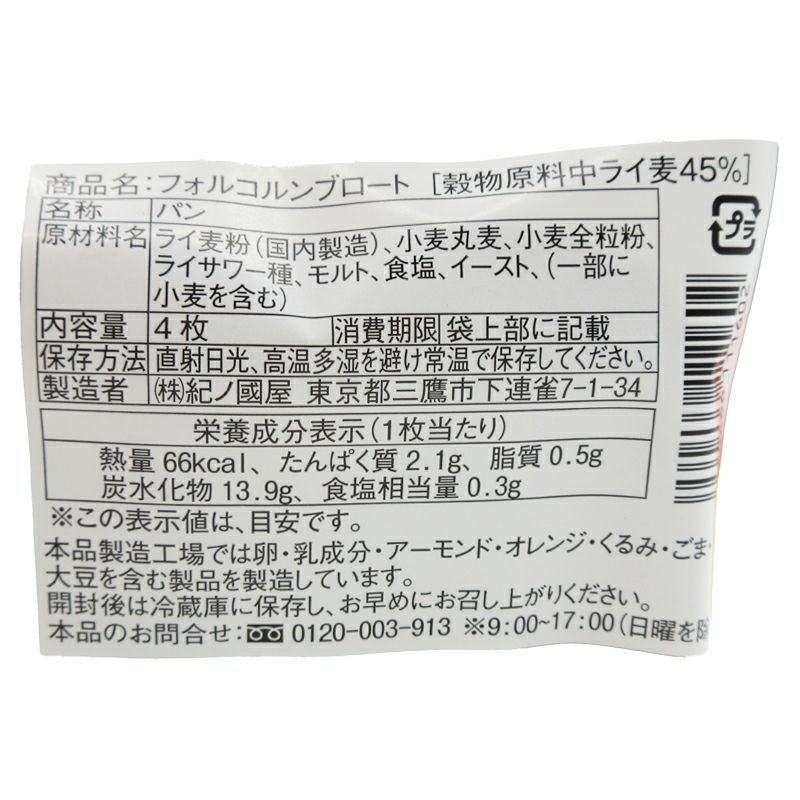 商品名：フォルコルンブロート ［穀物原料中ライ麦45%］
名称 パン
原材料名 ライ麦粉（国内製造）、小麦丸麦、小麦全粒粉、
ライサワー種、モルト、食塩、イースト、（一部に
小麦を含む）
内容量 4枚 消費期限 袋上部に記載
保存方法 直射日光、高温多湿を避け常温で保存してください。
製造者 ㈱紀ノ國屋 東京都三鷹市下連雀7-1-34
プラ
栄養成分表示（1枚当たり）
熱量 66kcal、たんぱく質 2.1g、脂質 0.5g
炭水化物 13.9g、食塩相当量 0.3g
※この表示値は、目安です。
本品製造工場では卵・乳成分・アーモンド・オレンジ・くるみ・ごま・
大豆を含む製品を製造しています。
開封後は冷蔵庫に保存し、お早めにお召し上がりください。
本品のお問合せ： 0120-003-913 ※9:00~17:00（日曜を除